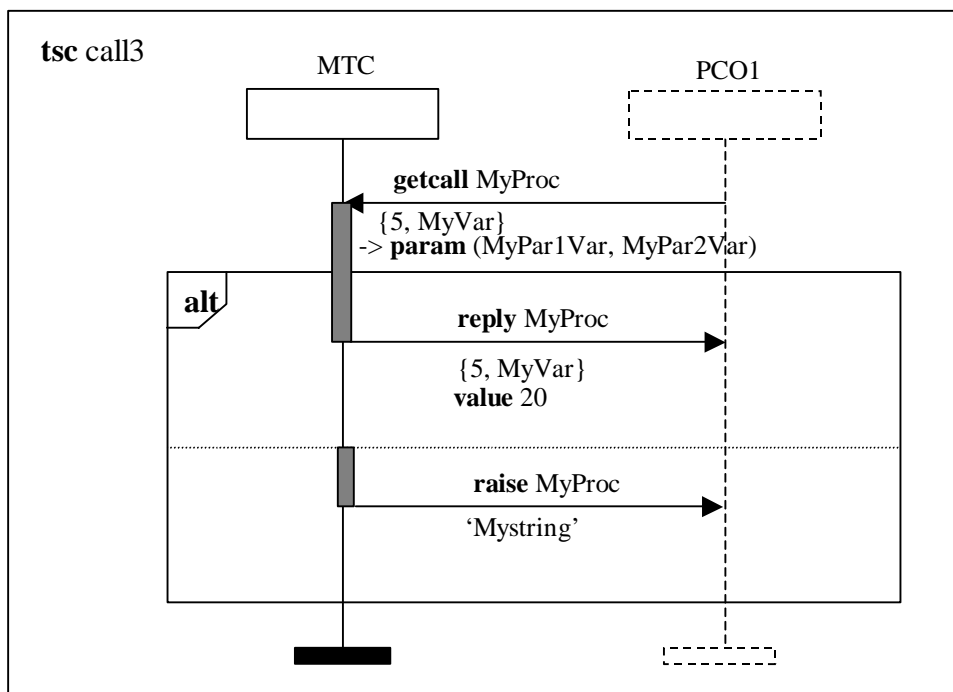 tsc call3
MTC
PCO1
getcall MyProc
{5, MyVar}
-> param (MyPar1Var, MyPar2Var)
alt
reply MyProc
{5, MyVar}
value 20
raise MyProc
‘Mystring’